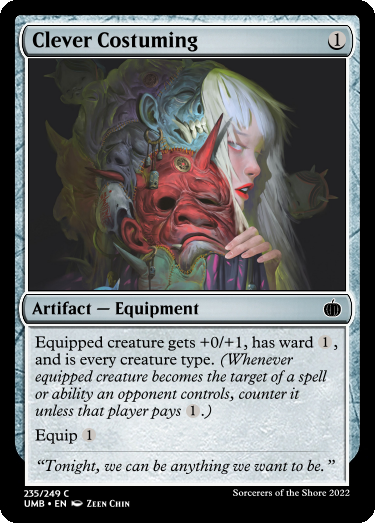 Clever Costuming 1
Artifact — Equipment
Equipped creature gets +0/+1, has ward 1,
and is every creature type. (Whenever
equipped creature becomes the target of a spell
or ability an opponent controls, counter it
unless that player pays 1.)
Equip 1
“Tonight, we can be anything we want to be.”
235/249 C
Sorcerers of the Shore 2022
UMB • EN Zeen Chin